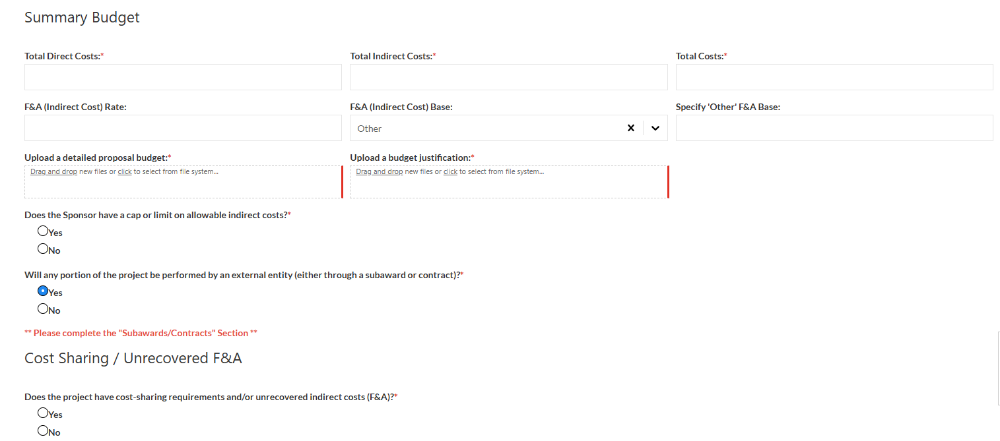 Summary Budget
Total Direct Costs:* Total Indirect Costs:* Total Costs:*
F&A (Indirect Cost) Rate: F&A (Indirect Cost) Base: Specify 'Other' F&A Base:
Other
Upload a detailed proposal budget:* Upload a budget justification:*
Drag and drop new files or click to select from file system... Drag and drop new files or click to select from file system...
Does the Sponsor have a cap or limit on allowable indirect costs?*
Yes
No
Will any portion of the project be performed by an external entity (either through a subaward or contract)?*
Yes
No
** Please complete the "Subawards/Contracts" Section **
Cost Sharing / Unrecovered F&A
Does the project have cost-sharing requirements and/or unrecovered indirect costs (F&A)?*
Yes
No